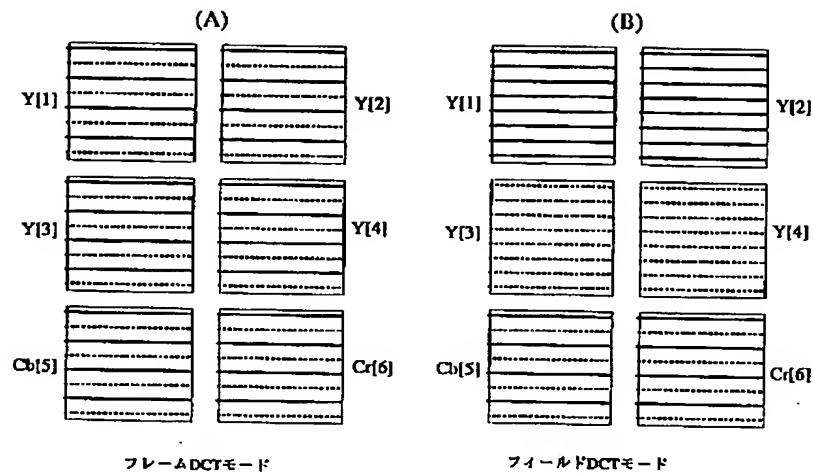 (A)
(B)
Y[1]
Y[2]
Y[1]
Y[2]
Y[3]
Y[4]
Y[3]
Y[4]
Cb[5]
Cr[6]
Cb[5]
Cr[6]
フレームDCTモード
フィールドDCTモード